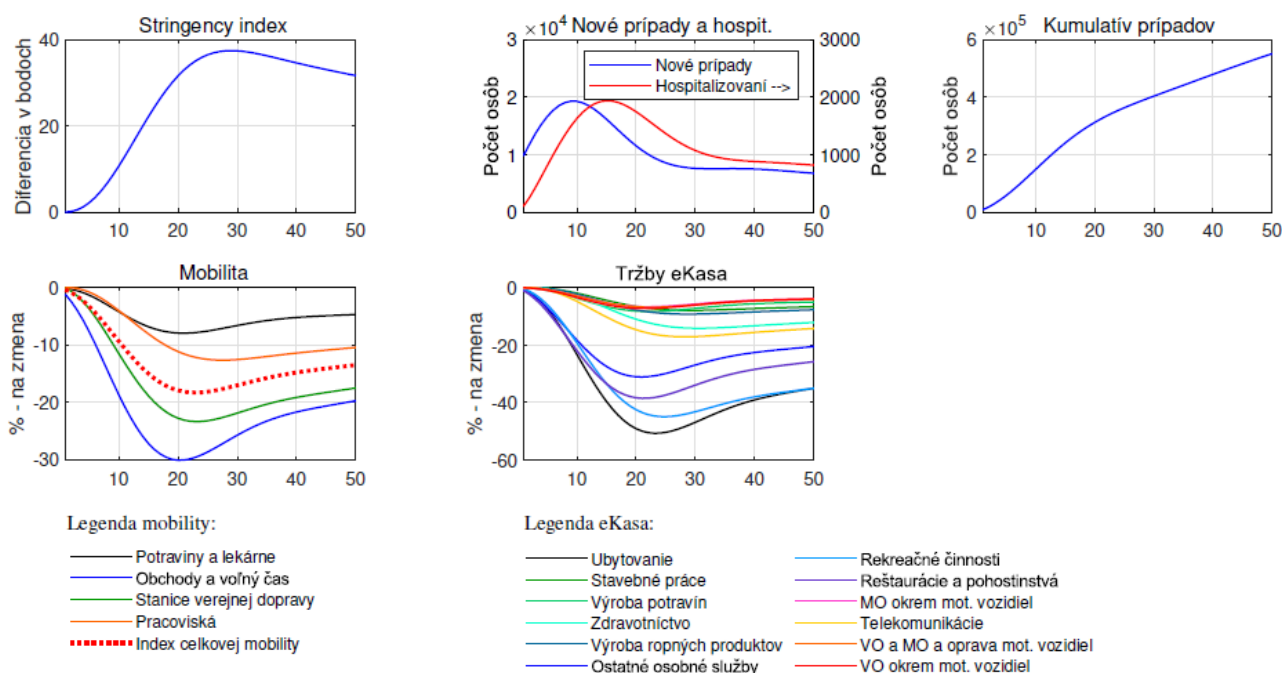 Stringency index
Diferencia v bodoch
40
20
0
10 20 30 40 50
×10⁴ Nové prípady a hospit.
Počet osôb
3
2
1
0
Nové prípady
Hospitalizovaní -->
3000
2000
1000
0
Počet osôb
10 20 30 40 50
×10⁵ Kumulatív prípadov
Počet osôb
6
4
2
0
10 20 30 40 50
Mobilita
% - na zmena
0
-10
-20
-30
10 20 30 40 50
Tržby eKasa
% - na zmena
0
-20
-40
-60
10 20 30 40 50
Legenda mobility:
Potraviny a lekárne
Obchody a voľný čas
Stanice verejnej dopravy
Pracoviská
Index celkovej mobility
Legenda eKasa:
Ubytovanie
Stavebné práce
Výroba potravín
Zdravotníctvo
Výroba ropných produktov
Ostatné osobné služby
Rekreačné činnosti
Reštaurácie a pohostinstvá
MO okrem mot. vozidiel
Telekomunikácie
VO a MO a oprava mot. vozidiel
VO okrem mot. vozidiel